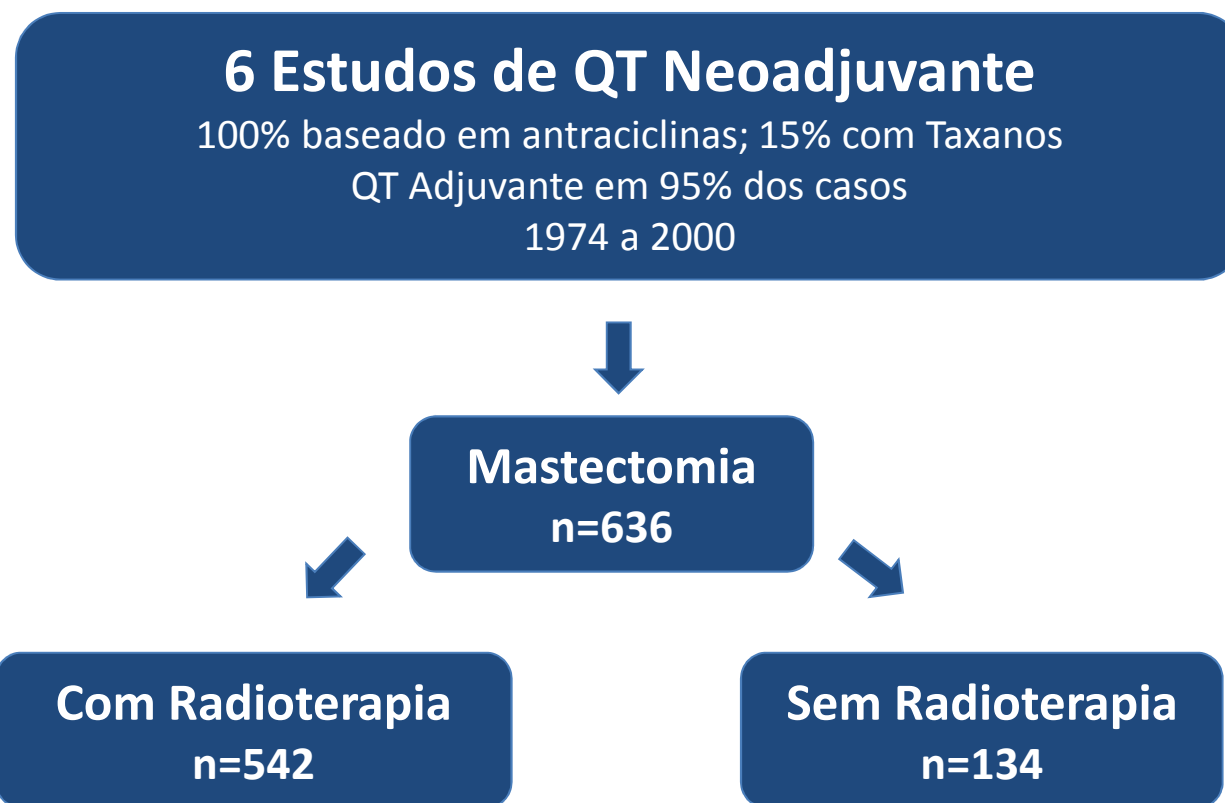 6 Estudos de QT Neoadjuvante
100% baseado em antraciclinas; 15% com Taxanos
QT Adjuvante em 95% dos casos
1974 a 2000
Mastectomia
n=636
Com Radioterapia
n=542
Sem Radioterapia
n=134